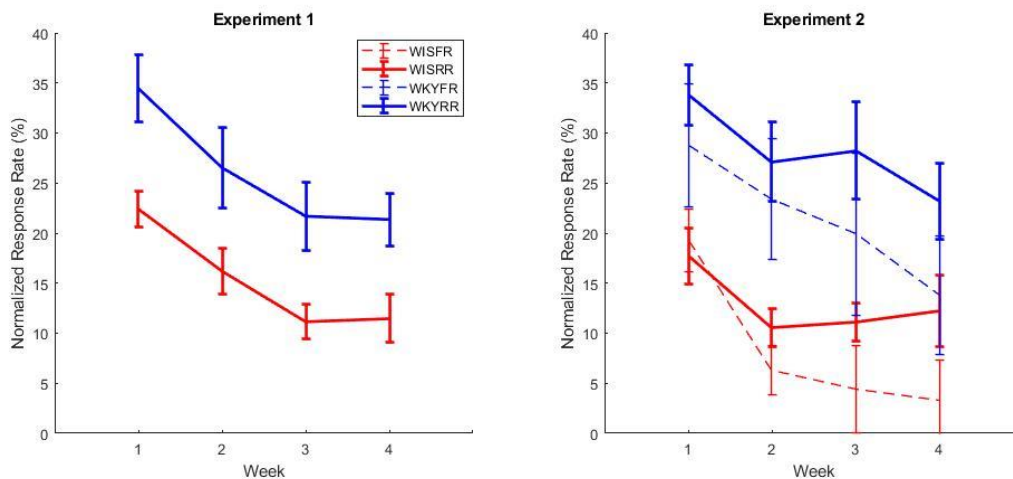 Experiment 1
40
35
30
25
20
15
10
5
0
Normalized Response Rate (%)
1 2 3 4
Week
WISFR
WISRR
WKYFR
WKYRR
Experiment 2
40
35
30
25
20
15
10
5
0
Normalized Response Rate (%)
1 2 3 4
Week